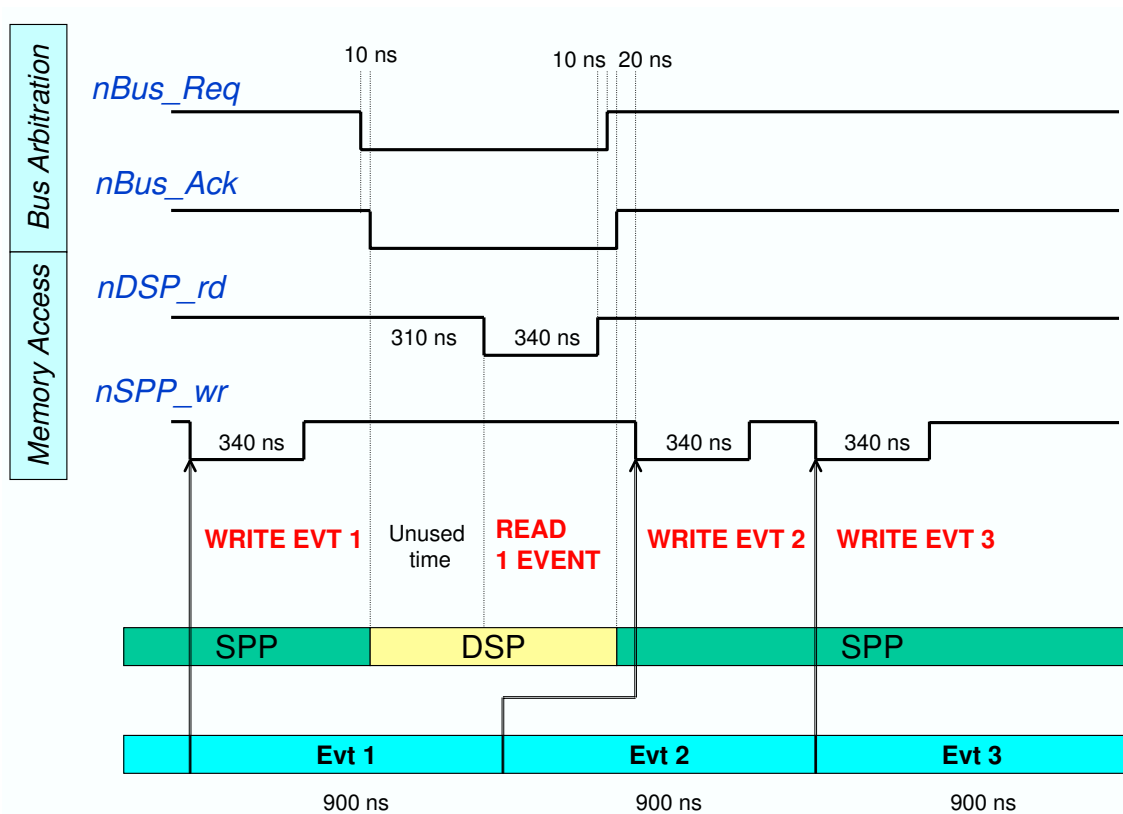 Bus Arbitration
Memory Access
10 ns
10 ns
20 ns
nBus_Req
nBus_Ack
nDSP_rd
310 ns
340 ns
nSPP_wr
340 ns
340 ns
340 ns
WRITE EVT 1
Unused
time
READ
1 EVENT
WRITE EVT 2
WRITE EVT 3
SPP
DSP
SPP
Evt 1
Evt 2
Evt 3
900 ns
900 ns
900 ns